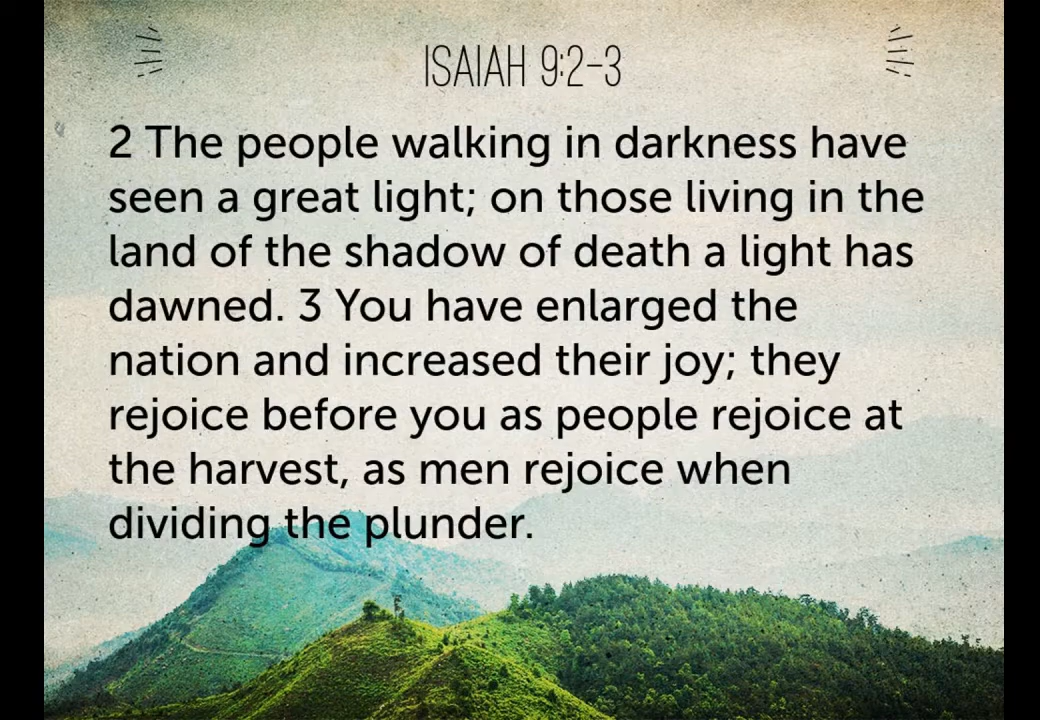 ISAIAH 9:2-3
2 The people walking in darkness have
seen a great light; on those living in the
land of the shadow of death a light has
dawned. 3 You have enlarged the
nation and increased their joy; they
rejoice before you as people rejoice at
the harvest, as men rejoice when
dividing the plunder.